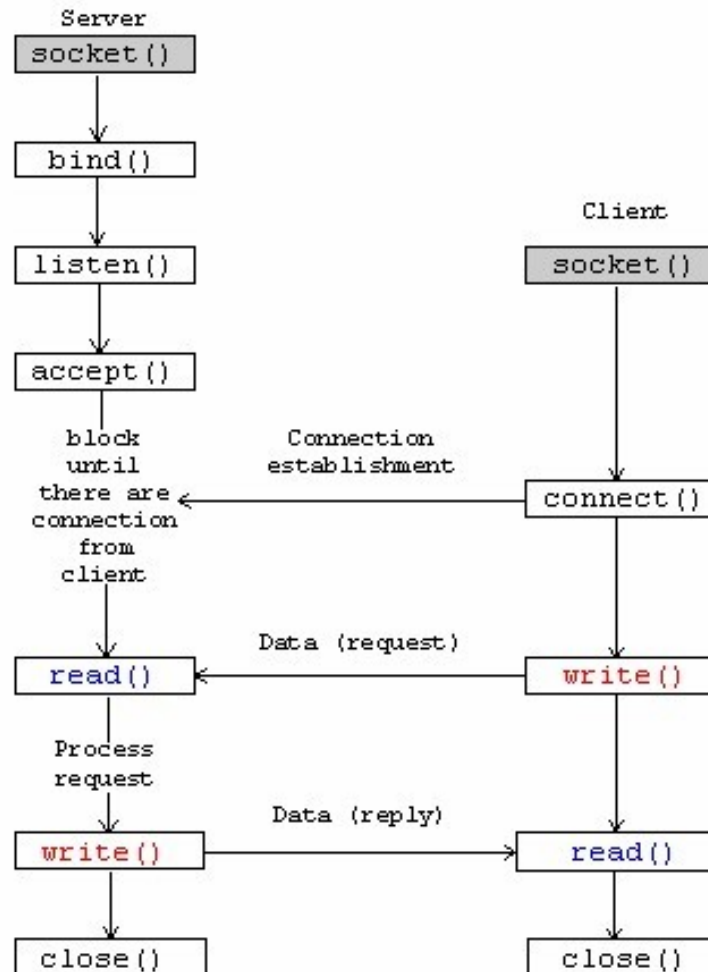 Server
socket()
bind()
Client
listen()
socket()
accept()
block
until
there are
connection
from
client
Connection
establishment
connect()
Data (request)
read()
write()
Process
request
Data (reply)
write()
read()
close()
close()